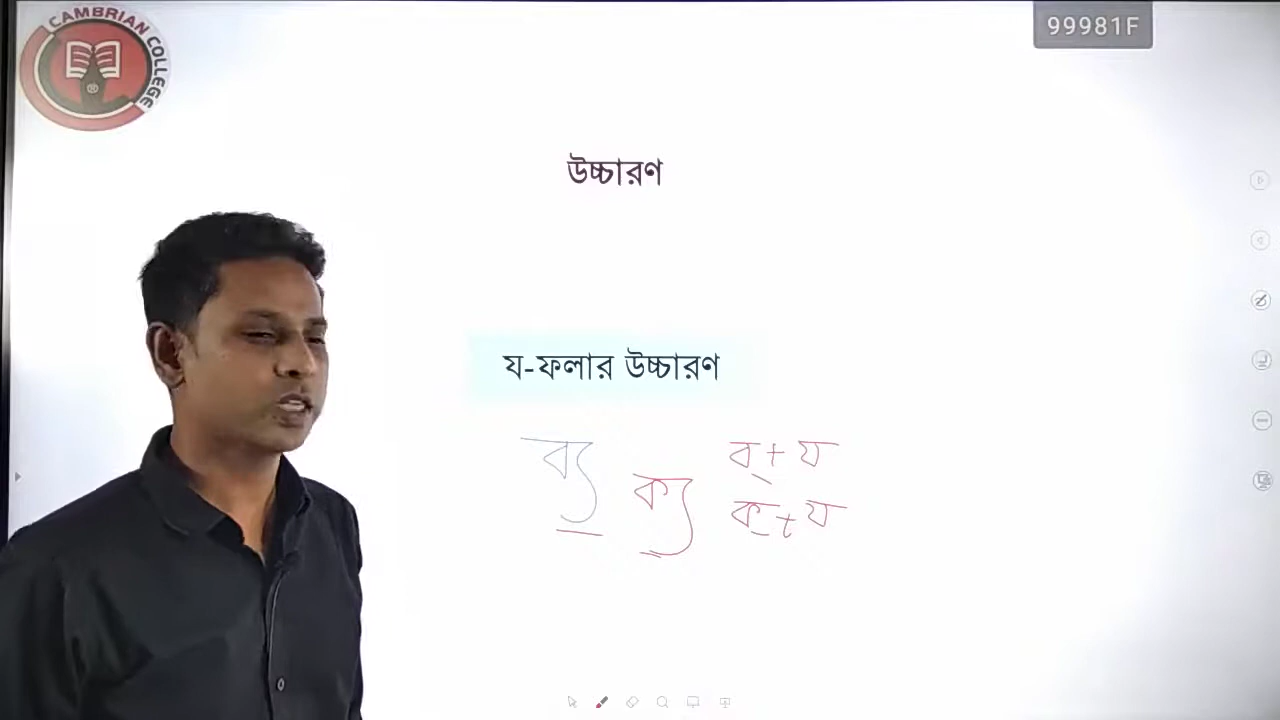 CAMBRIAN COLLEGE
99981F
উচ্চারণ
য-ফলার উচ্চারণ
ব্য ব্+য
ক্য ক্+য